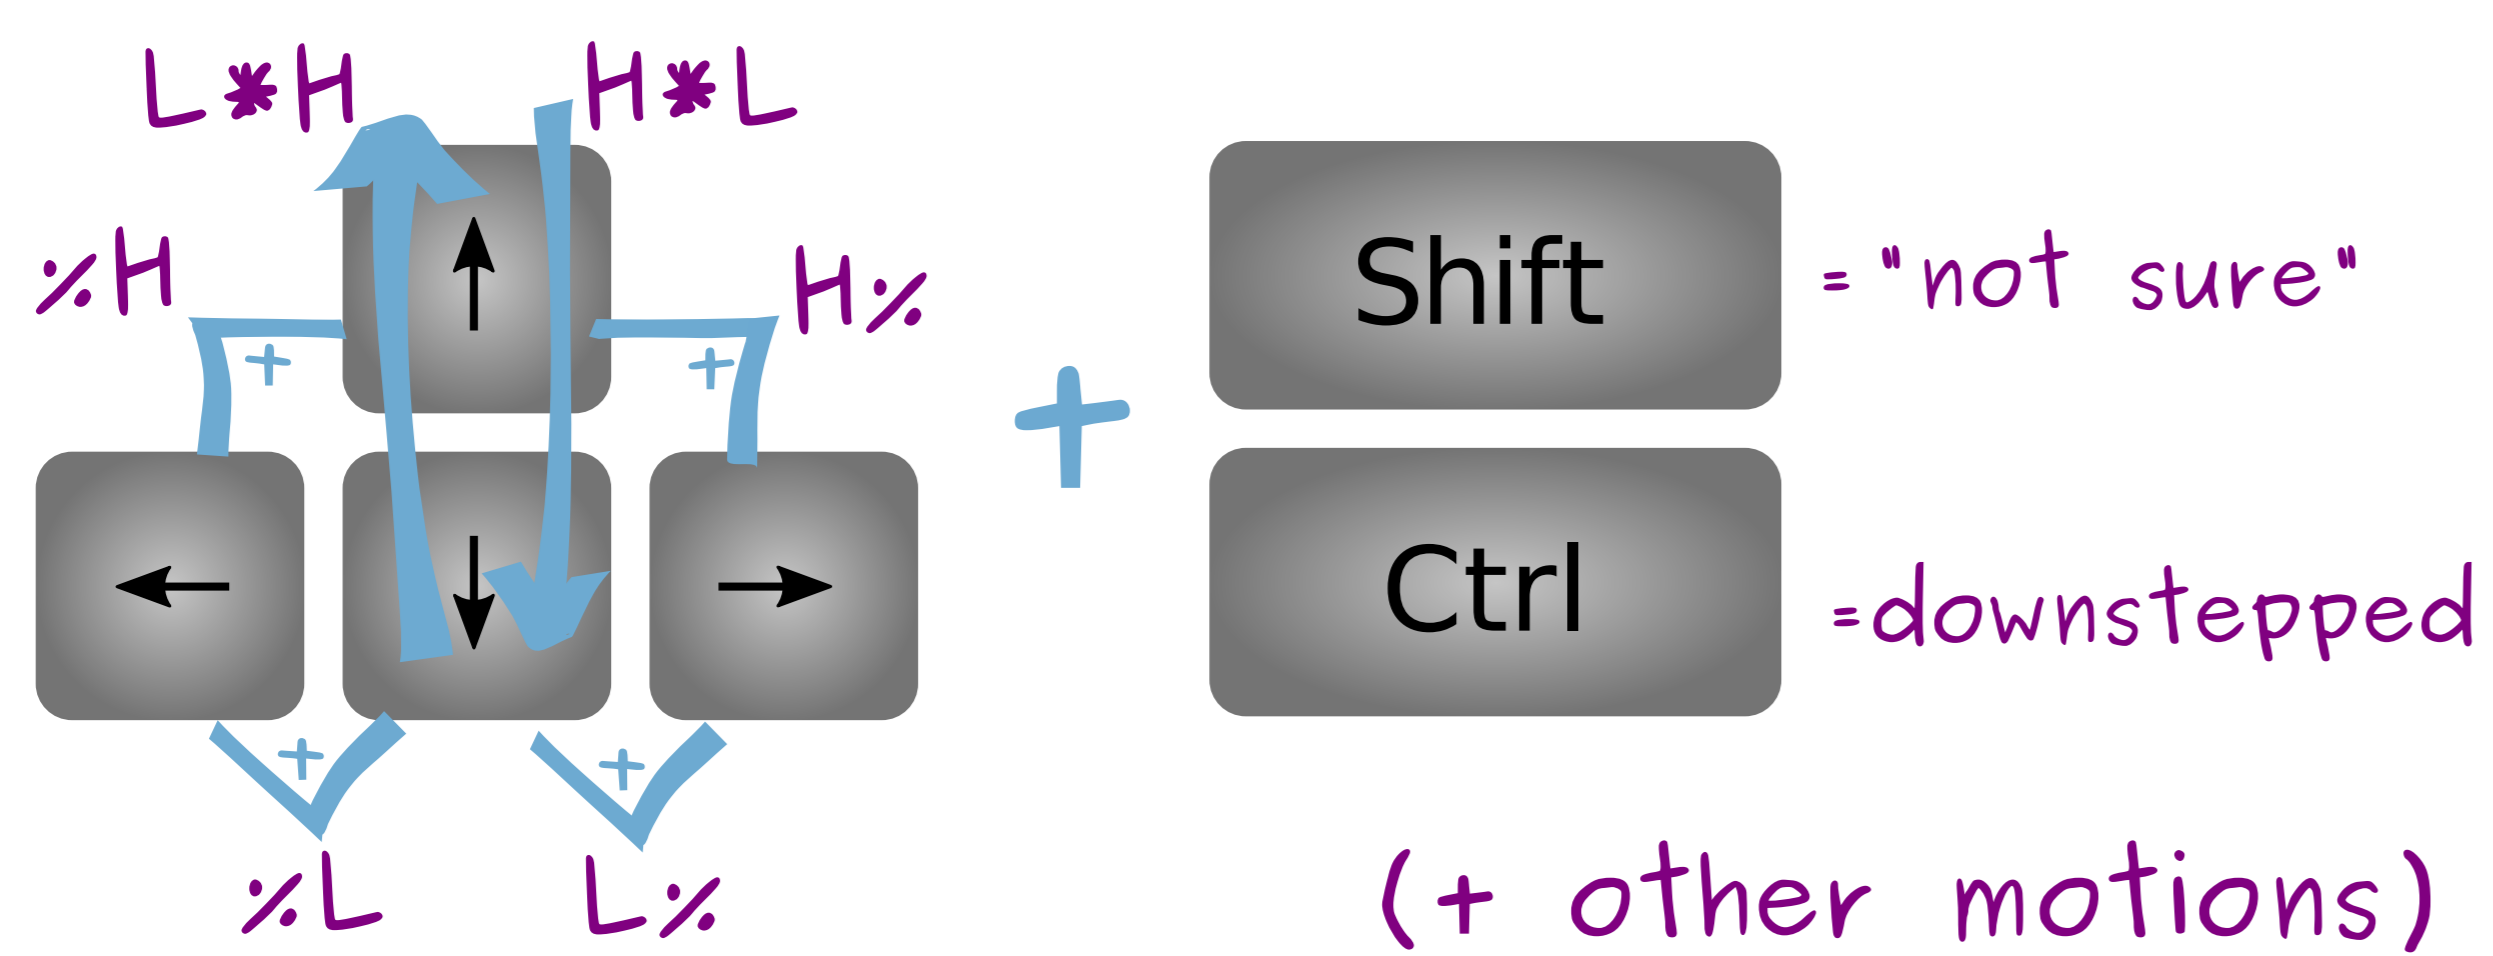 L*H H*L
%H
H%
+ +
+
Shift
="not sure"
Ctrl
=downstepped
+ +
%L L%
(+ other motions)